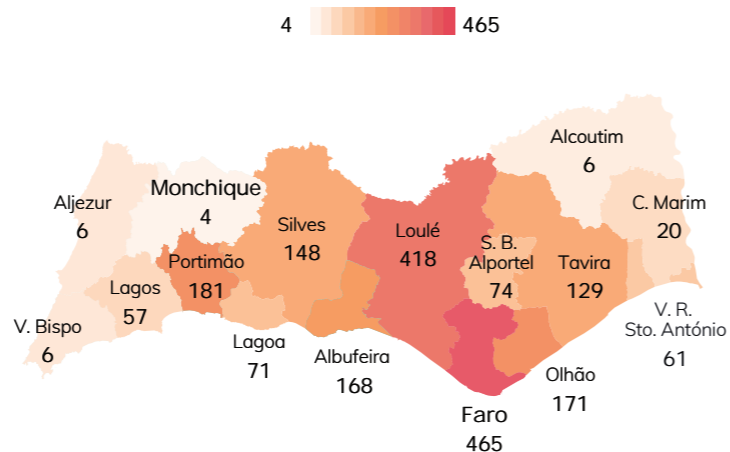 4 465
Alcoutim
6
Monchique
4
Aljezur
6
C. Marim
20
Silves
148
Loulé
418
S. B.
Alportel
74
Tavira
129
Portimão
181
Lagos
57
V. Bispo
6
Lagoa
71
Albufeira
168
V. R.
Sto. António
61
Olhão
171
Faro
465